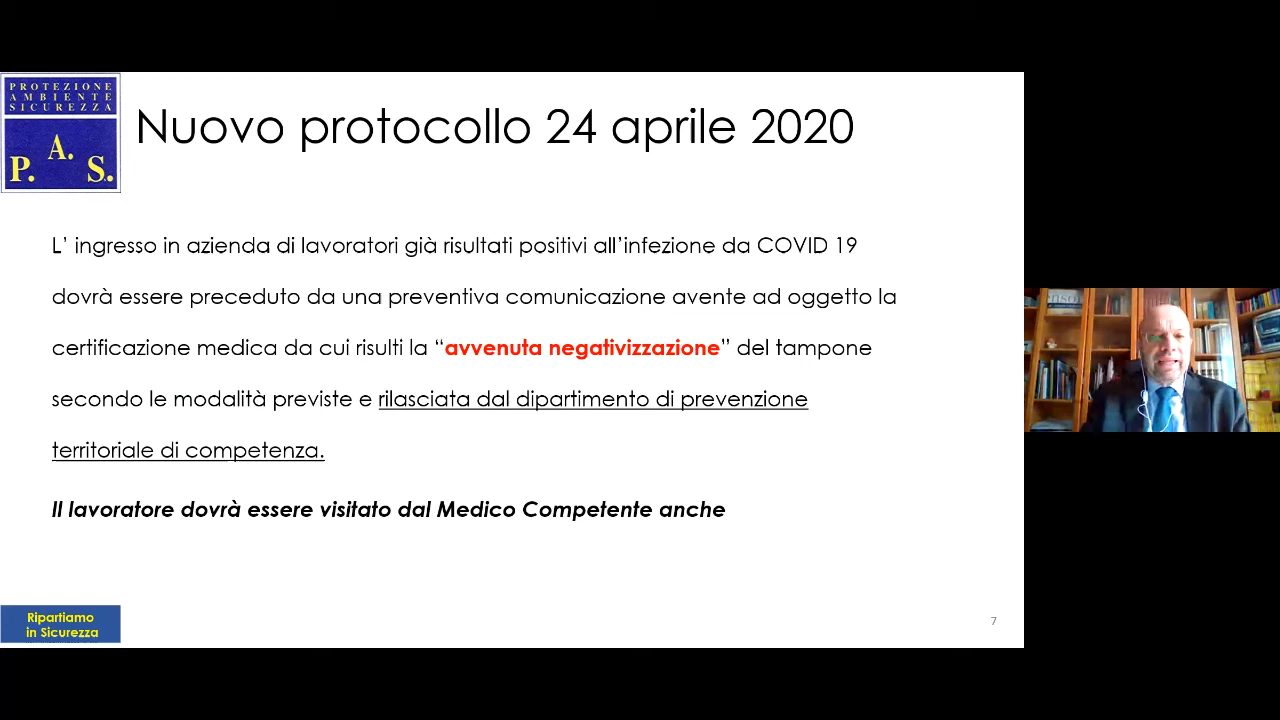 PROTEZIONE
AMBIENTE
SICUREZZA
P. A. S.
Nuovo protocollo 24 aprile 2020
L’ ingresso in azienda di lavoratori già risultati positivi all’infezione da COVID 19
dovrà essere preceduto da una preventiva comunicazione avente ad oggetto la
certificazione medica da cui risulti la “avvenuta negativizzazione” del tampone
secondo le modalità previste e rilasciata dal dipartimento di prevenzione
territoriale di competenza.
Il lavoratore dovrà essere visitato dal Medico Competente anche
Ripartiamo
in Sicurezza
7